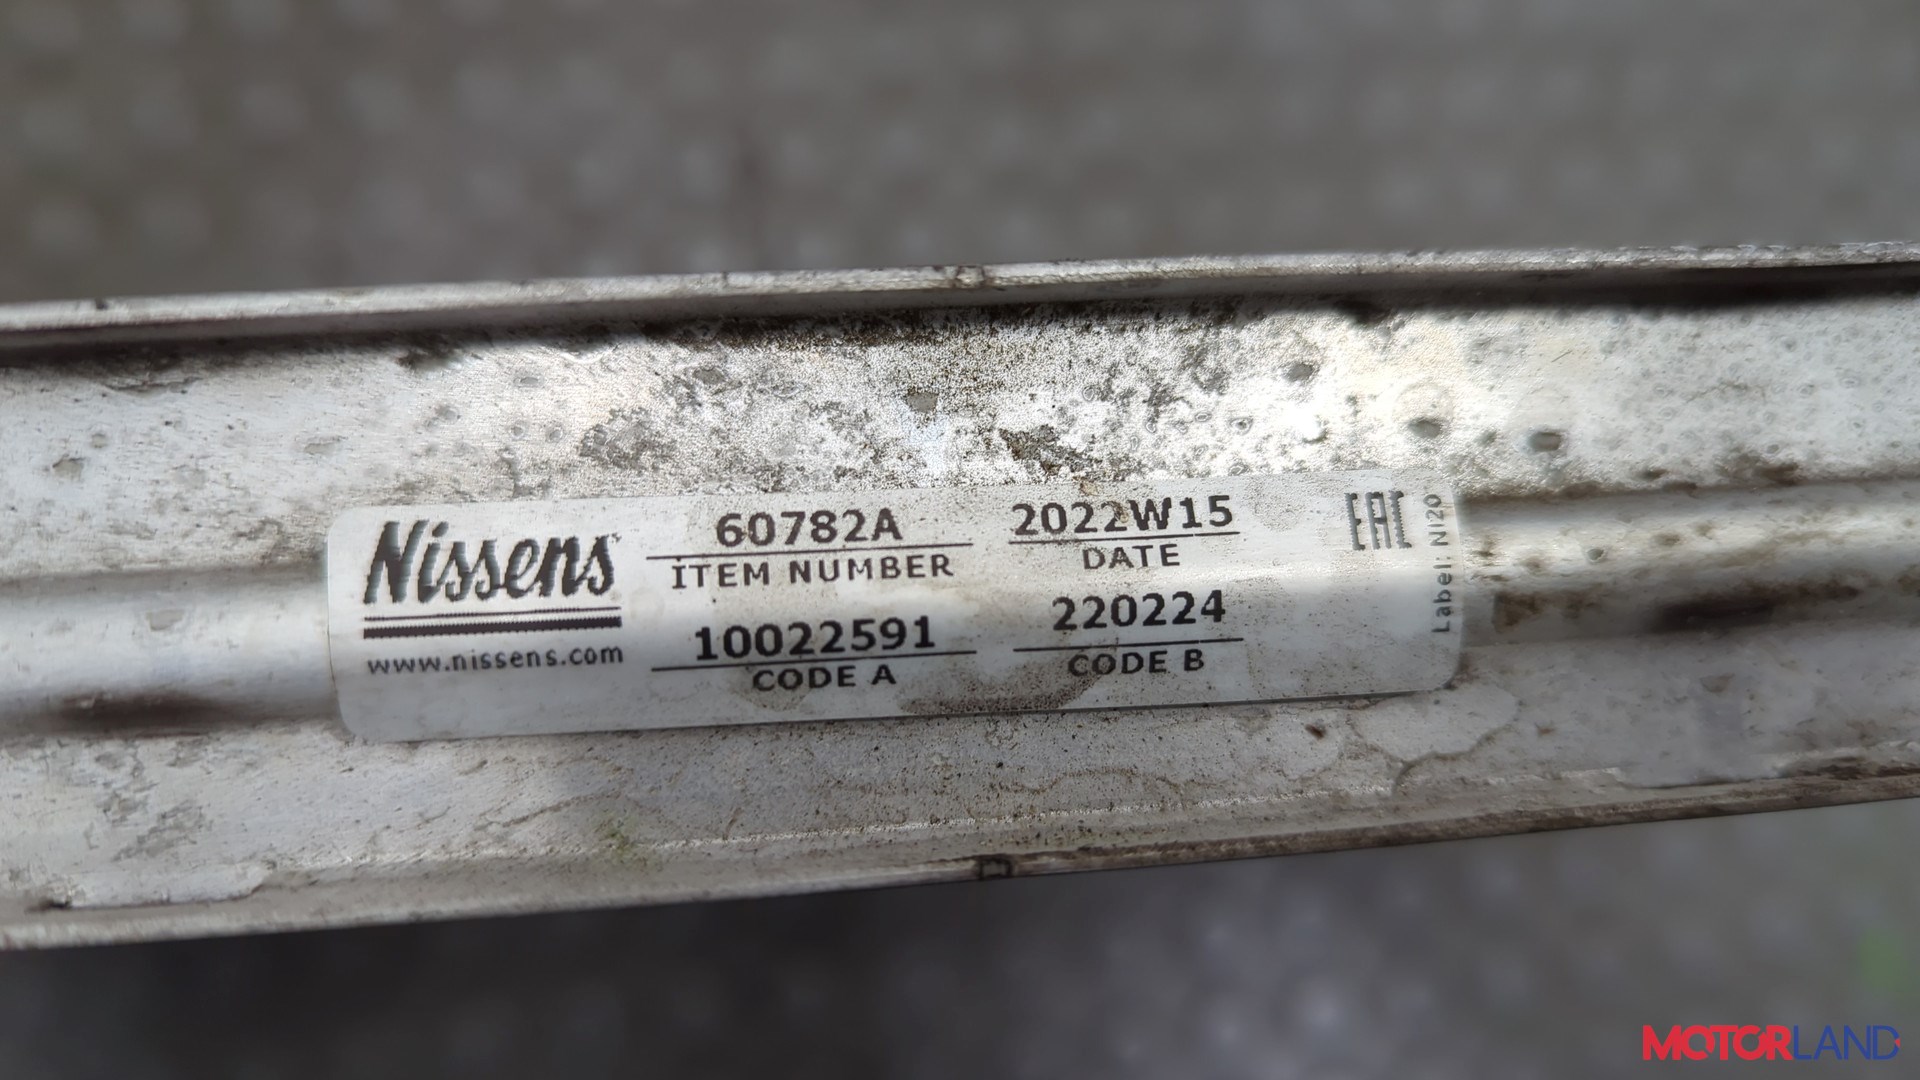 Nissens
www.nissens.com
60782A
ITEM NUMBER
10022591
CODE A
2022W15
DATE
220224
CODE B
EAC
Label: NI20
MOTORLAND